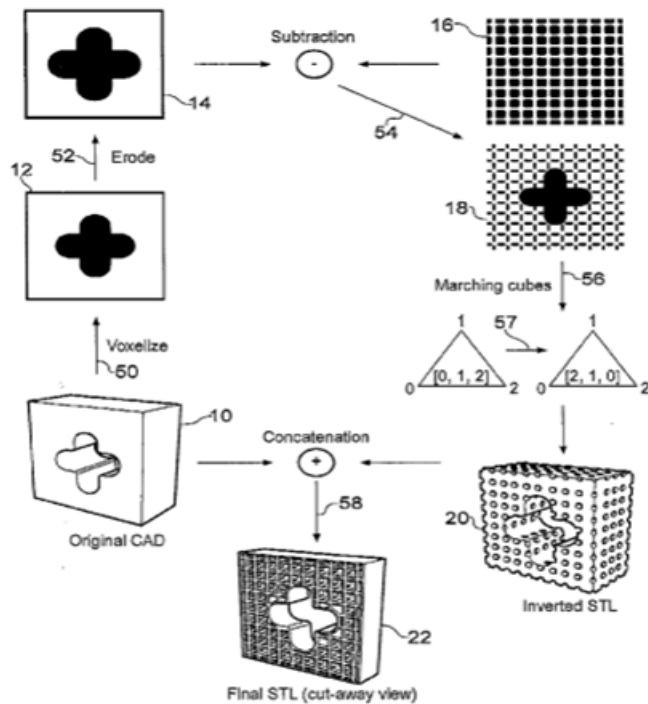 Subtraction
16
-
14
54
52
Erode
12
18
Marching cubes
56
1
57
1
Voxelize
50
[0, 1, 2]
[2, 1, 0]
0
2
0
2
10
Concatenation
+
58
20
Original CAD
Inverted STL
22
Final STL (cut-away view)